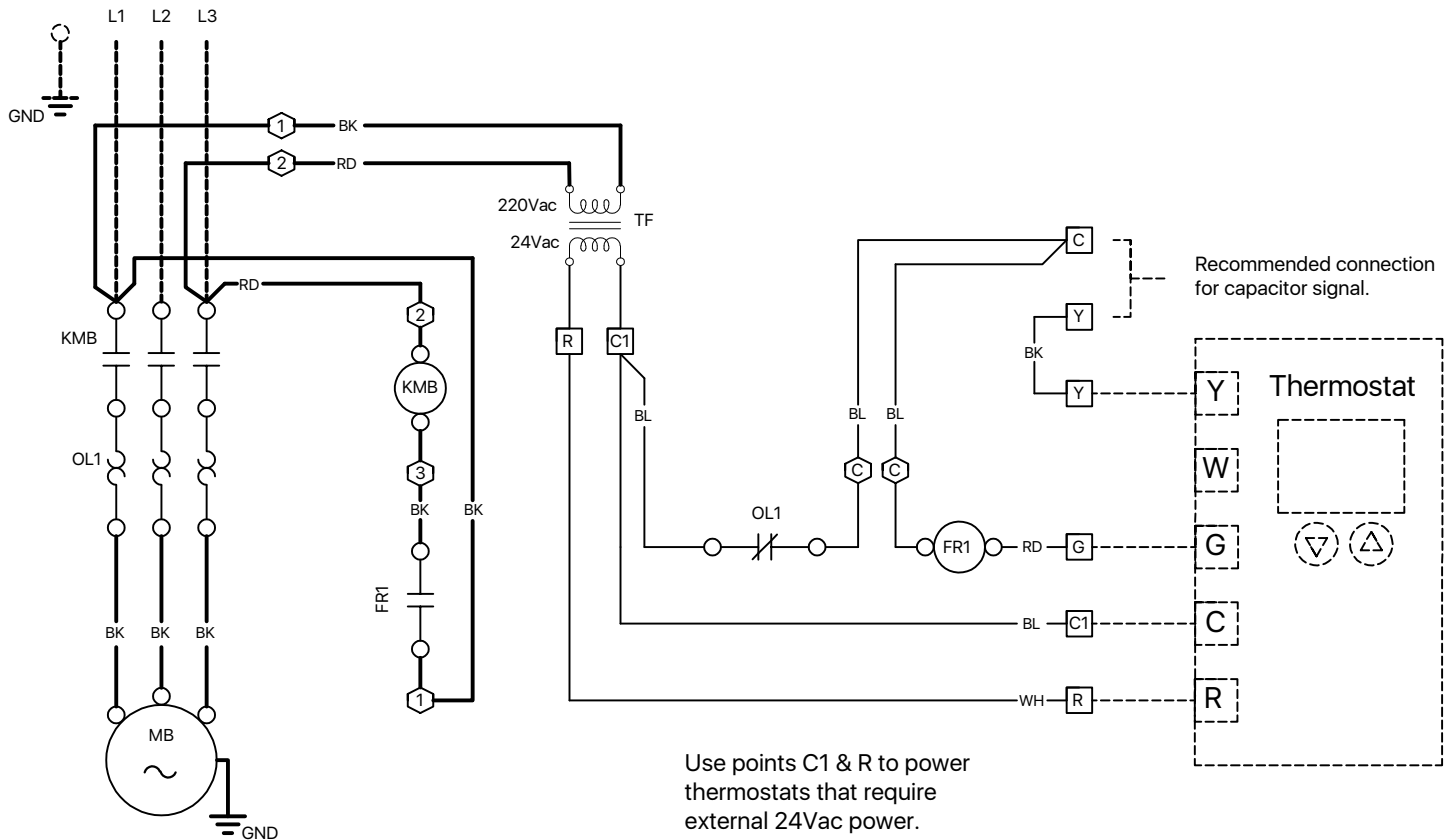 L1 L2 L3
GND
1 BK
2 RD
220Vac
TF
24Vac
C
Recommended connection
for capacitor signal.
RD
2
Y
KMB
R C1
BK
KMB
Y
Y
Thermostat
BL
BL
BL
OL1
W
3
C
C
BK
BK
OL1
FR1
RD
G
G
FR1
BL
C1
C
BK BK BK
1
WH
R
R
MB
GND
Use points C1 & R to power
thermostats that require
external 24Vac power.